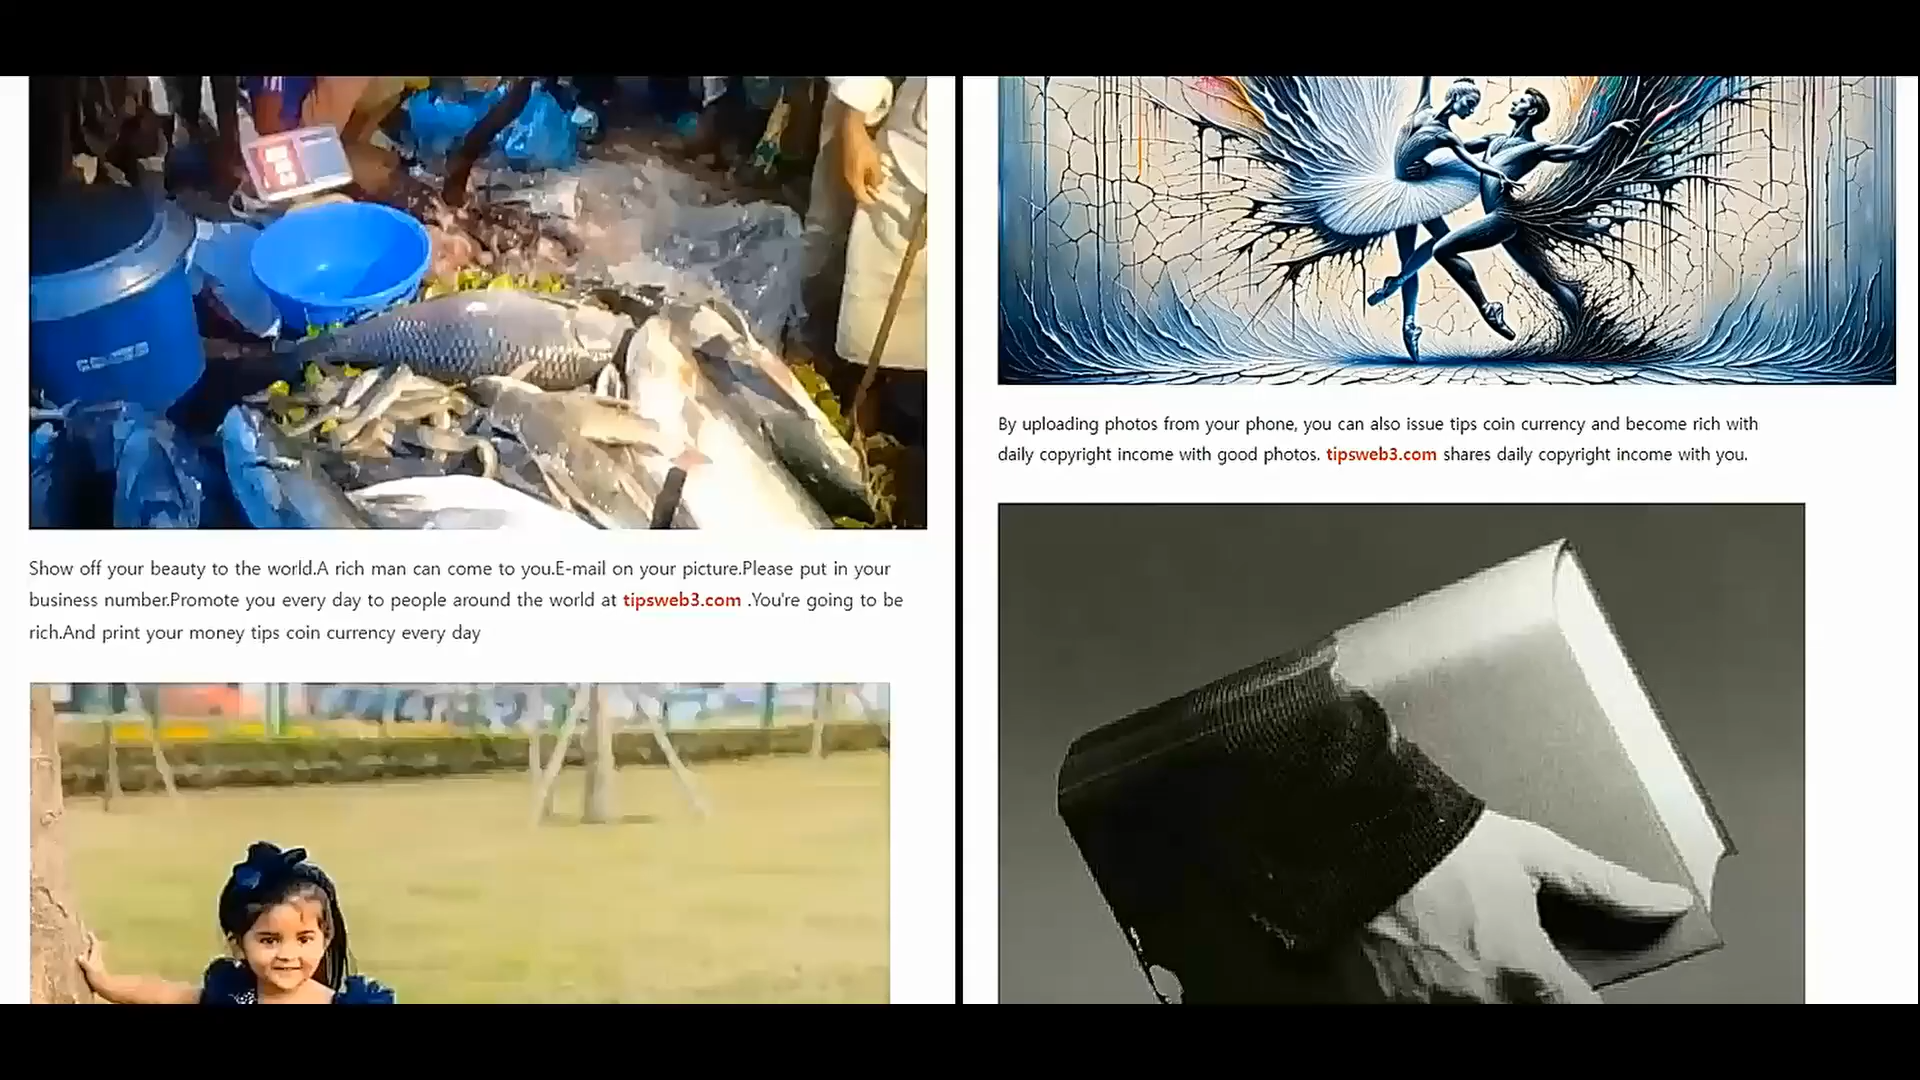 Show off your beauty to the world.A rich man can come to you.E-mail on your picture.Please put in your
business number.Promote you every day to people around the world at tipsweb3.com .You're going to be
rich.And print your money tips coin currency every day
By uploading photos from your phone, you can also issue tips coin currency and become rich with
daily copyright income with good photos. tipsweb3.com shares daily copyright income with you.